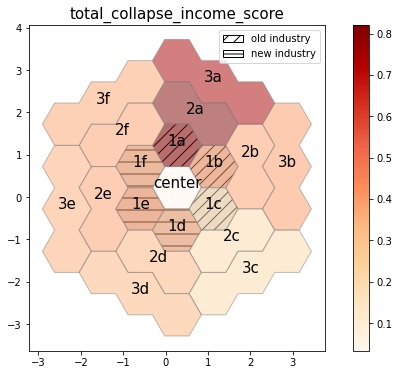 total_collapse_income_score
old industry
new industry
3a
3f
2a
2f
1a
2b
3b
1f
1b
center
2e
3e
1e
1c
1d
2c
2d
3c
3d
4
3
2
1
0
−1
−2
−3
−3
−2
−1
0
1
2
3
0.8
0.7
0.6
0.5
0.4
0.3
0.2
0.1